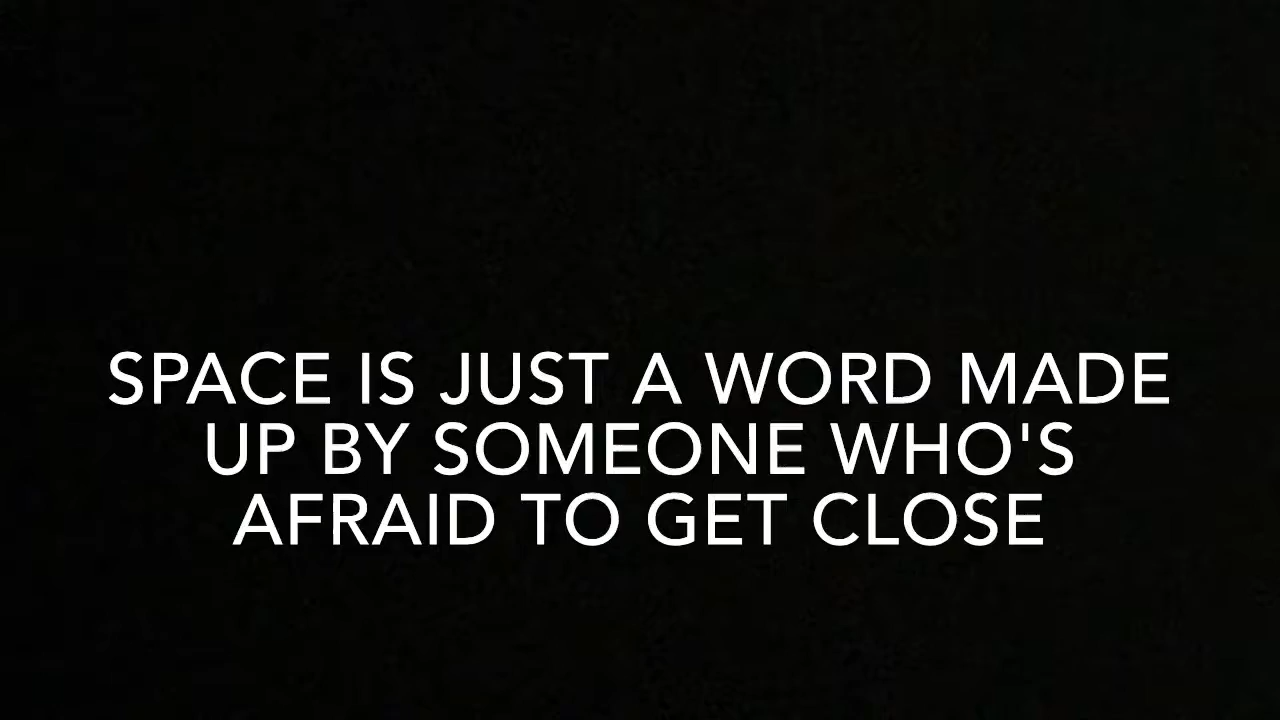 SPACE IS JUST A WORD MADE
UP BY SOMEONE WHO'S
AFRAID TO GET CLOSE